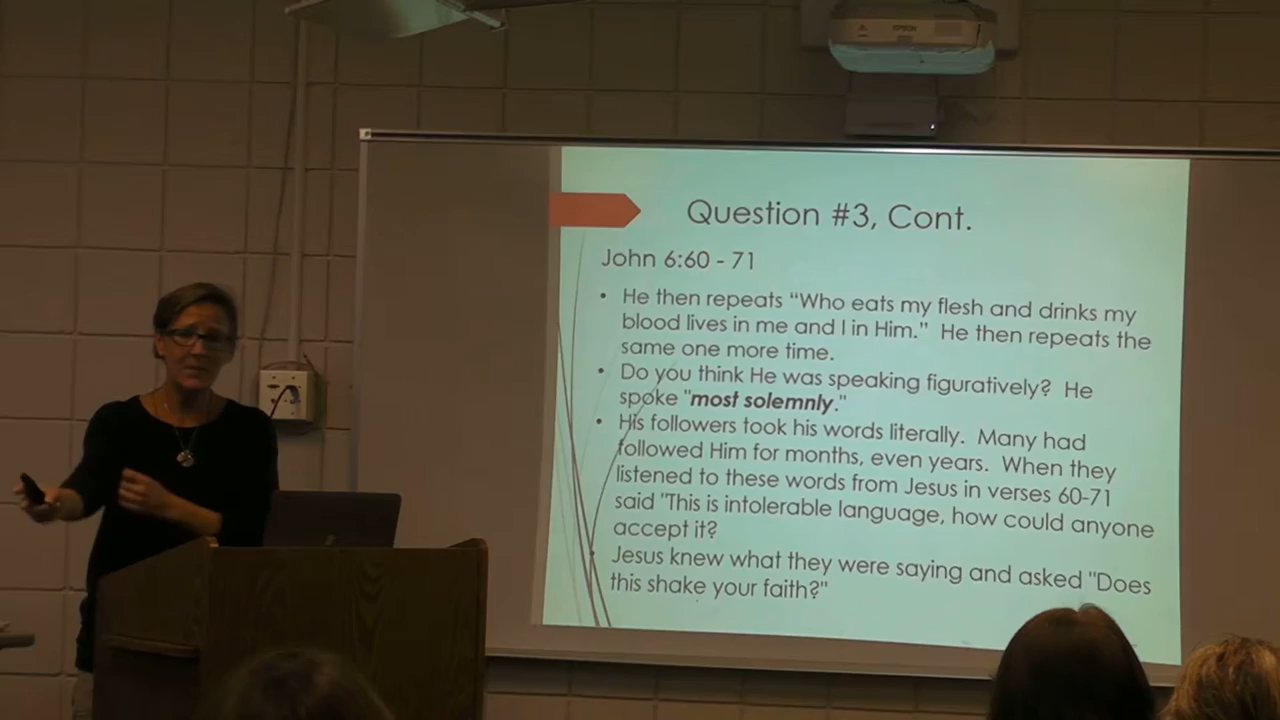 EPSON
Question #3, Cont.
John 6:60 - 71
• He then repeats “Who eats my flesh and drinks my
blood lives in me and I in Him.”  He then repeats the
same one more time.
• Do you think He was speaking figuratively?  He
spoke "most solemnly."
• His followers took his words literally.  Many had
followed Him for months, even years.  When they
listened to these words from Jesus in verses 60-71
said "This is intolerable language, how could anyone
accept it?
Jesus knew what they were saying and asked "Does
this shake your faith?"